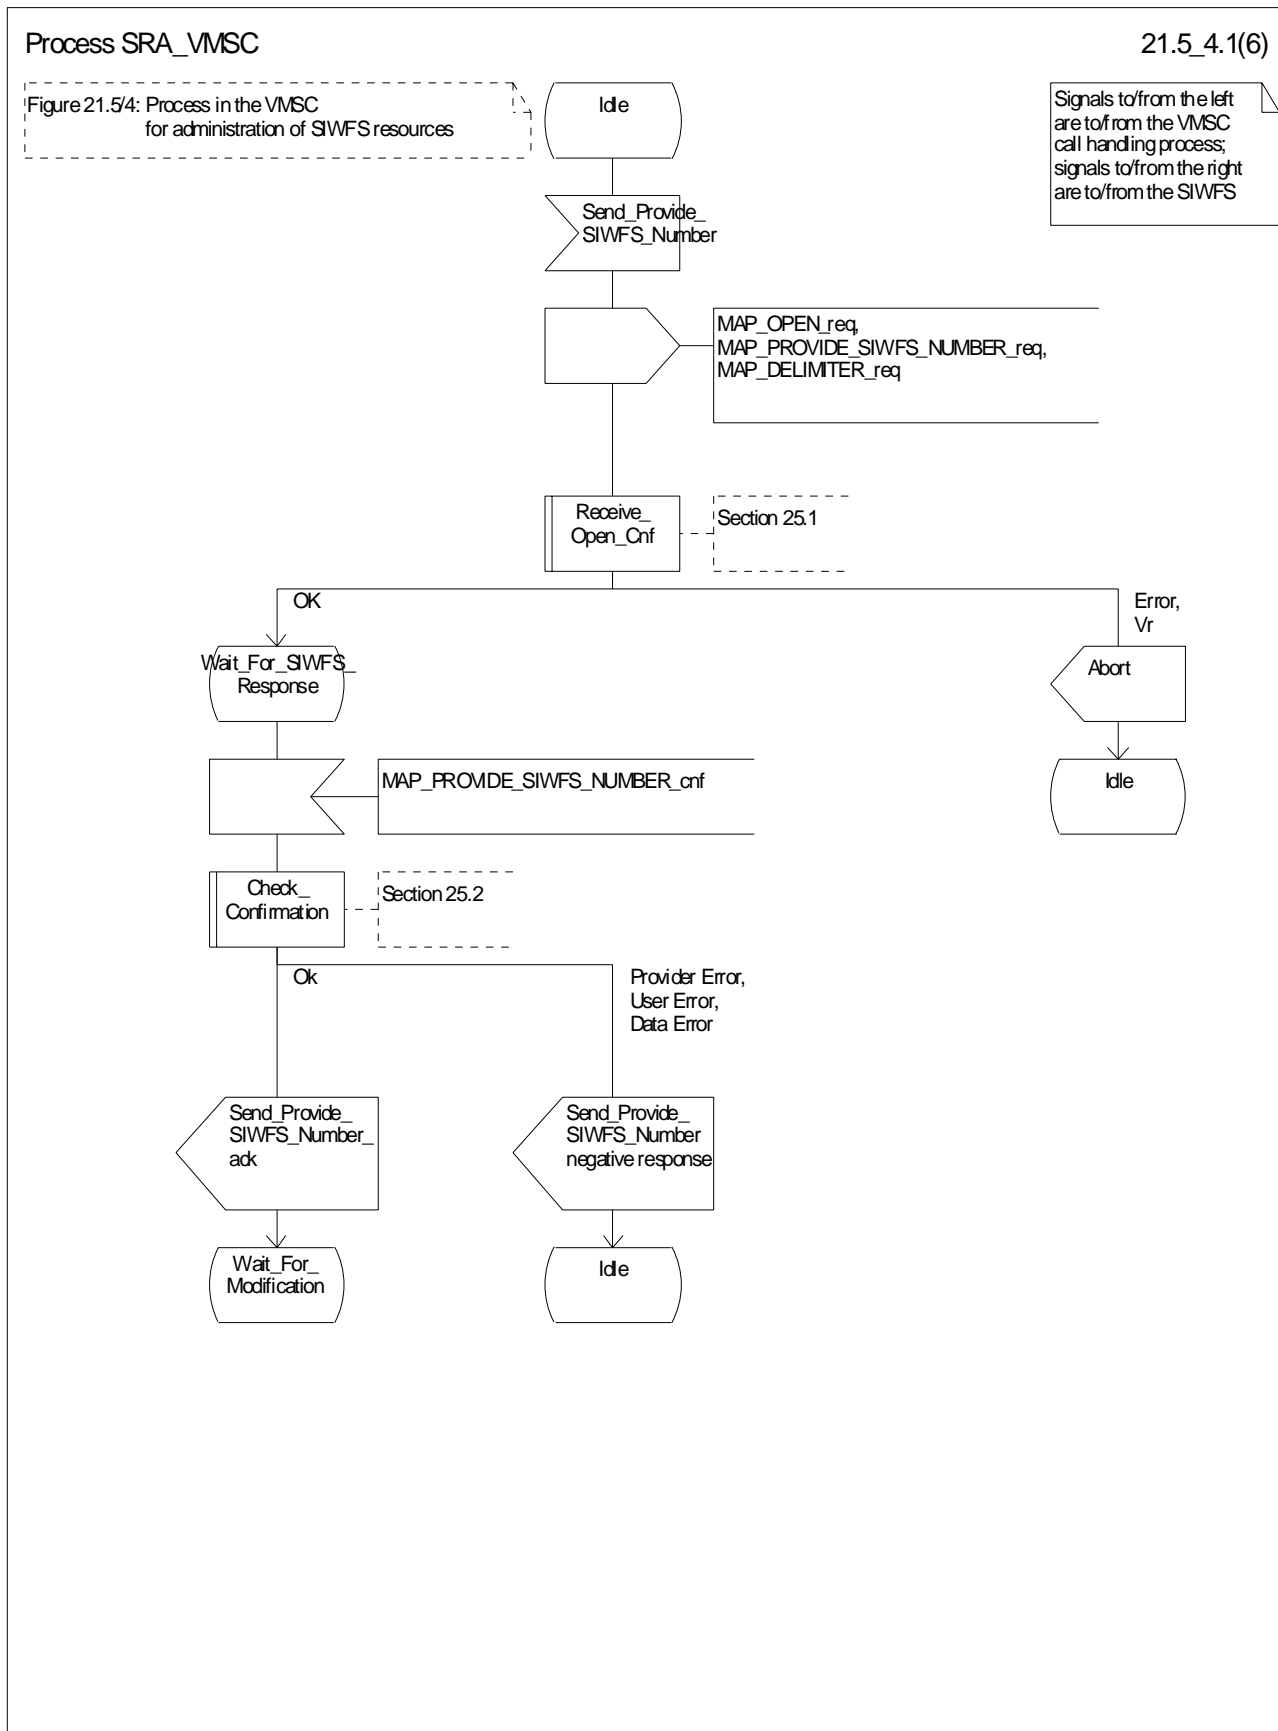 Process SRA_VMSC
21.5_4.1(6)
Figure 21.5/4: Process in the VMSC
for administration of SIWFS resources
Idle
Signals to/from the left
are to/from the VMSC
call handling process;
signals to/from the right
are to/from the SIWFS
Send_Provide_
SIWFS_Number
MAP_OPEN_req,
MAP_PROVIDE_SIWFS_NUMBER_req,
MAP_DELIMITER_req
Receive_
Open_Cnf
Section 25.1
OK
Error,
Vr
Wait_For_SIWFS_
Response
Abort
MAP_PROVIDE_SIWFS_NUMBER_cnf
Idle
Check_
Confirmation
Section 25.2
Ok
Provider Error,
User Error,
Data Error
Send_Provide_
SIWFS_Number_
ack
Send_Provide_
SIWFS_Number
negative response
Wait_For_
Modification
Idle